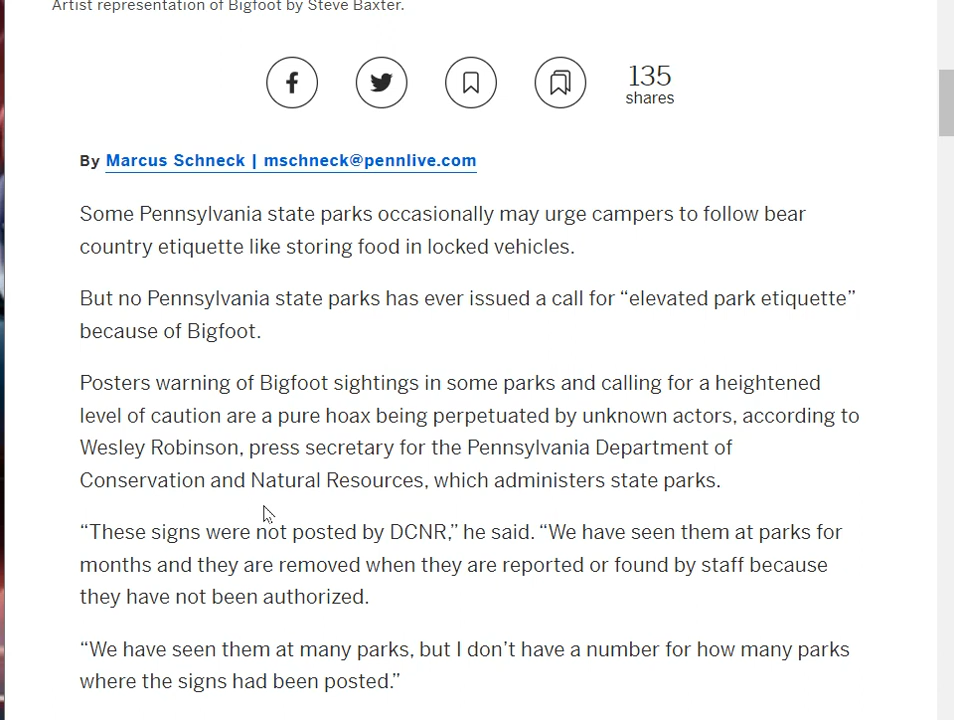 Artist representation of Bigfoot by Steve Baxter.
135
shares
By Marcus Schneck | mschneck@pennlive.com
Some Pennsylvania state parks occasionally may urge campers to follow bear
country etiquette like storing food in locked vehicles.
But no Pennsylvania state parks has ever issued a call for “elevated park etiquette”
because of Bigfoot.
Posters warning of Bigfoot sightings in some parks and calling for a heightened
level of caution are a pure hoax being perpetuated by unknown actors, according to
Wesley Robinson, press secretary for the Pennsylvania Department of
Conservation and Natural Resources, which administers state parks.
“These signs were not posted by DCNR,” he said. “We have seen them at parks for
months and they are removed when they are reported or found by staff because
they have not been authorized.
“We have seen them at many parks, but I don’t have a number for how many parks
where the signs had been posted.”